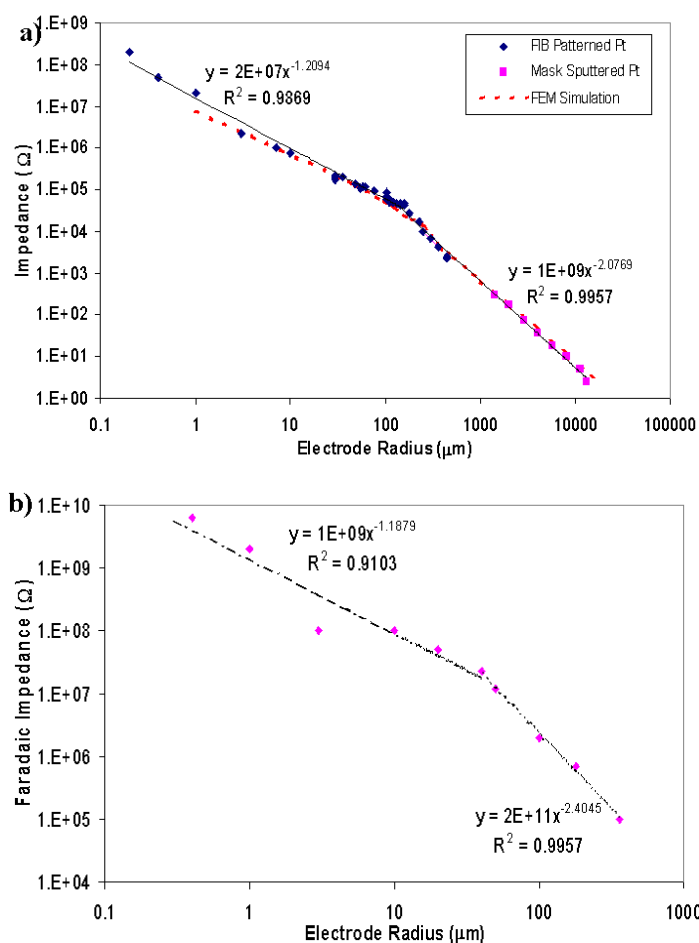 a)
1.E+09
1.E+08
1.E+07
1.E+06
1.E+05
1.E+04
1.E+03
1.E+02
1.E+01
1.E+00
Impedance (Ω)
y = 2E+07x^-1.2094
R² = 0.9869
FIB Patterned Pt
Mask Sputtered Pt
FEM Simulation
y = 1E+09x^-2.0769
R² = 0.9957
0.1 1 10 100 1000 10000 100000
Electrode Radius (μm)
b)
1.E+10
1.E+09
1.E+08
1.E+07
1.E+06
1.E+05
1.E+04
Faradaic Impedance (Ω)
y = 1E+09x^-1.1879
R² = 0.9103
y = 2E+11x^-2.4045
R² = 0.9957
0.1 1 10 100 1000
Electrode Radius (μm)